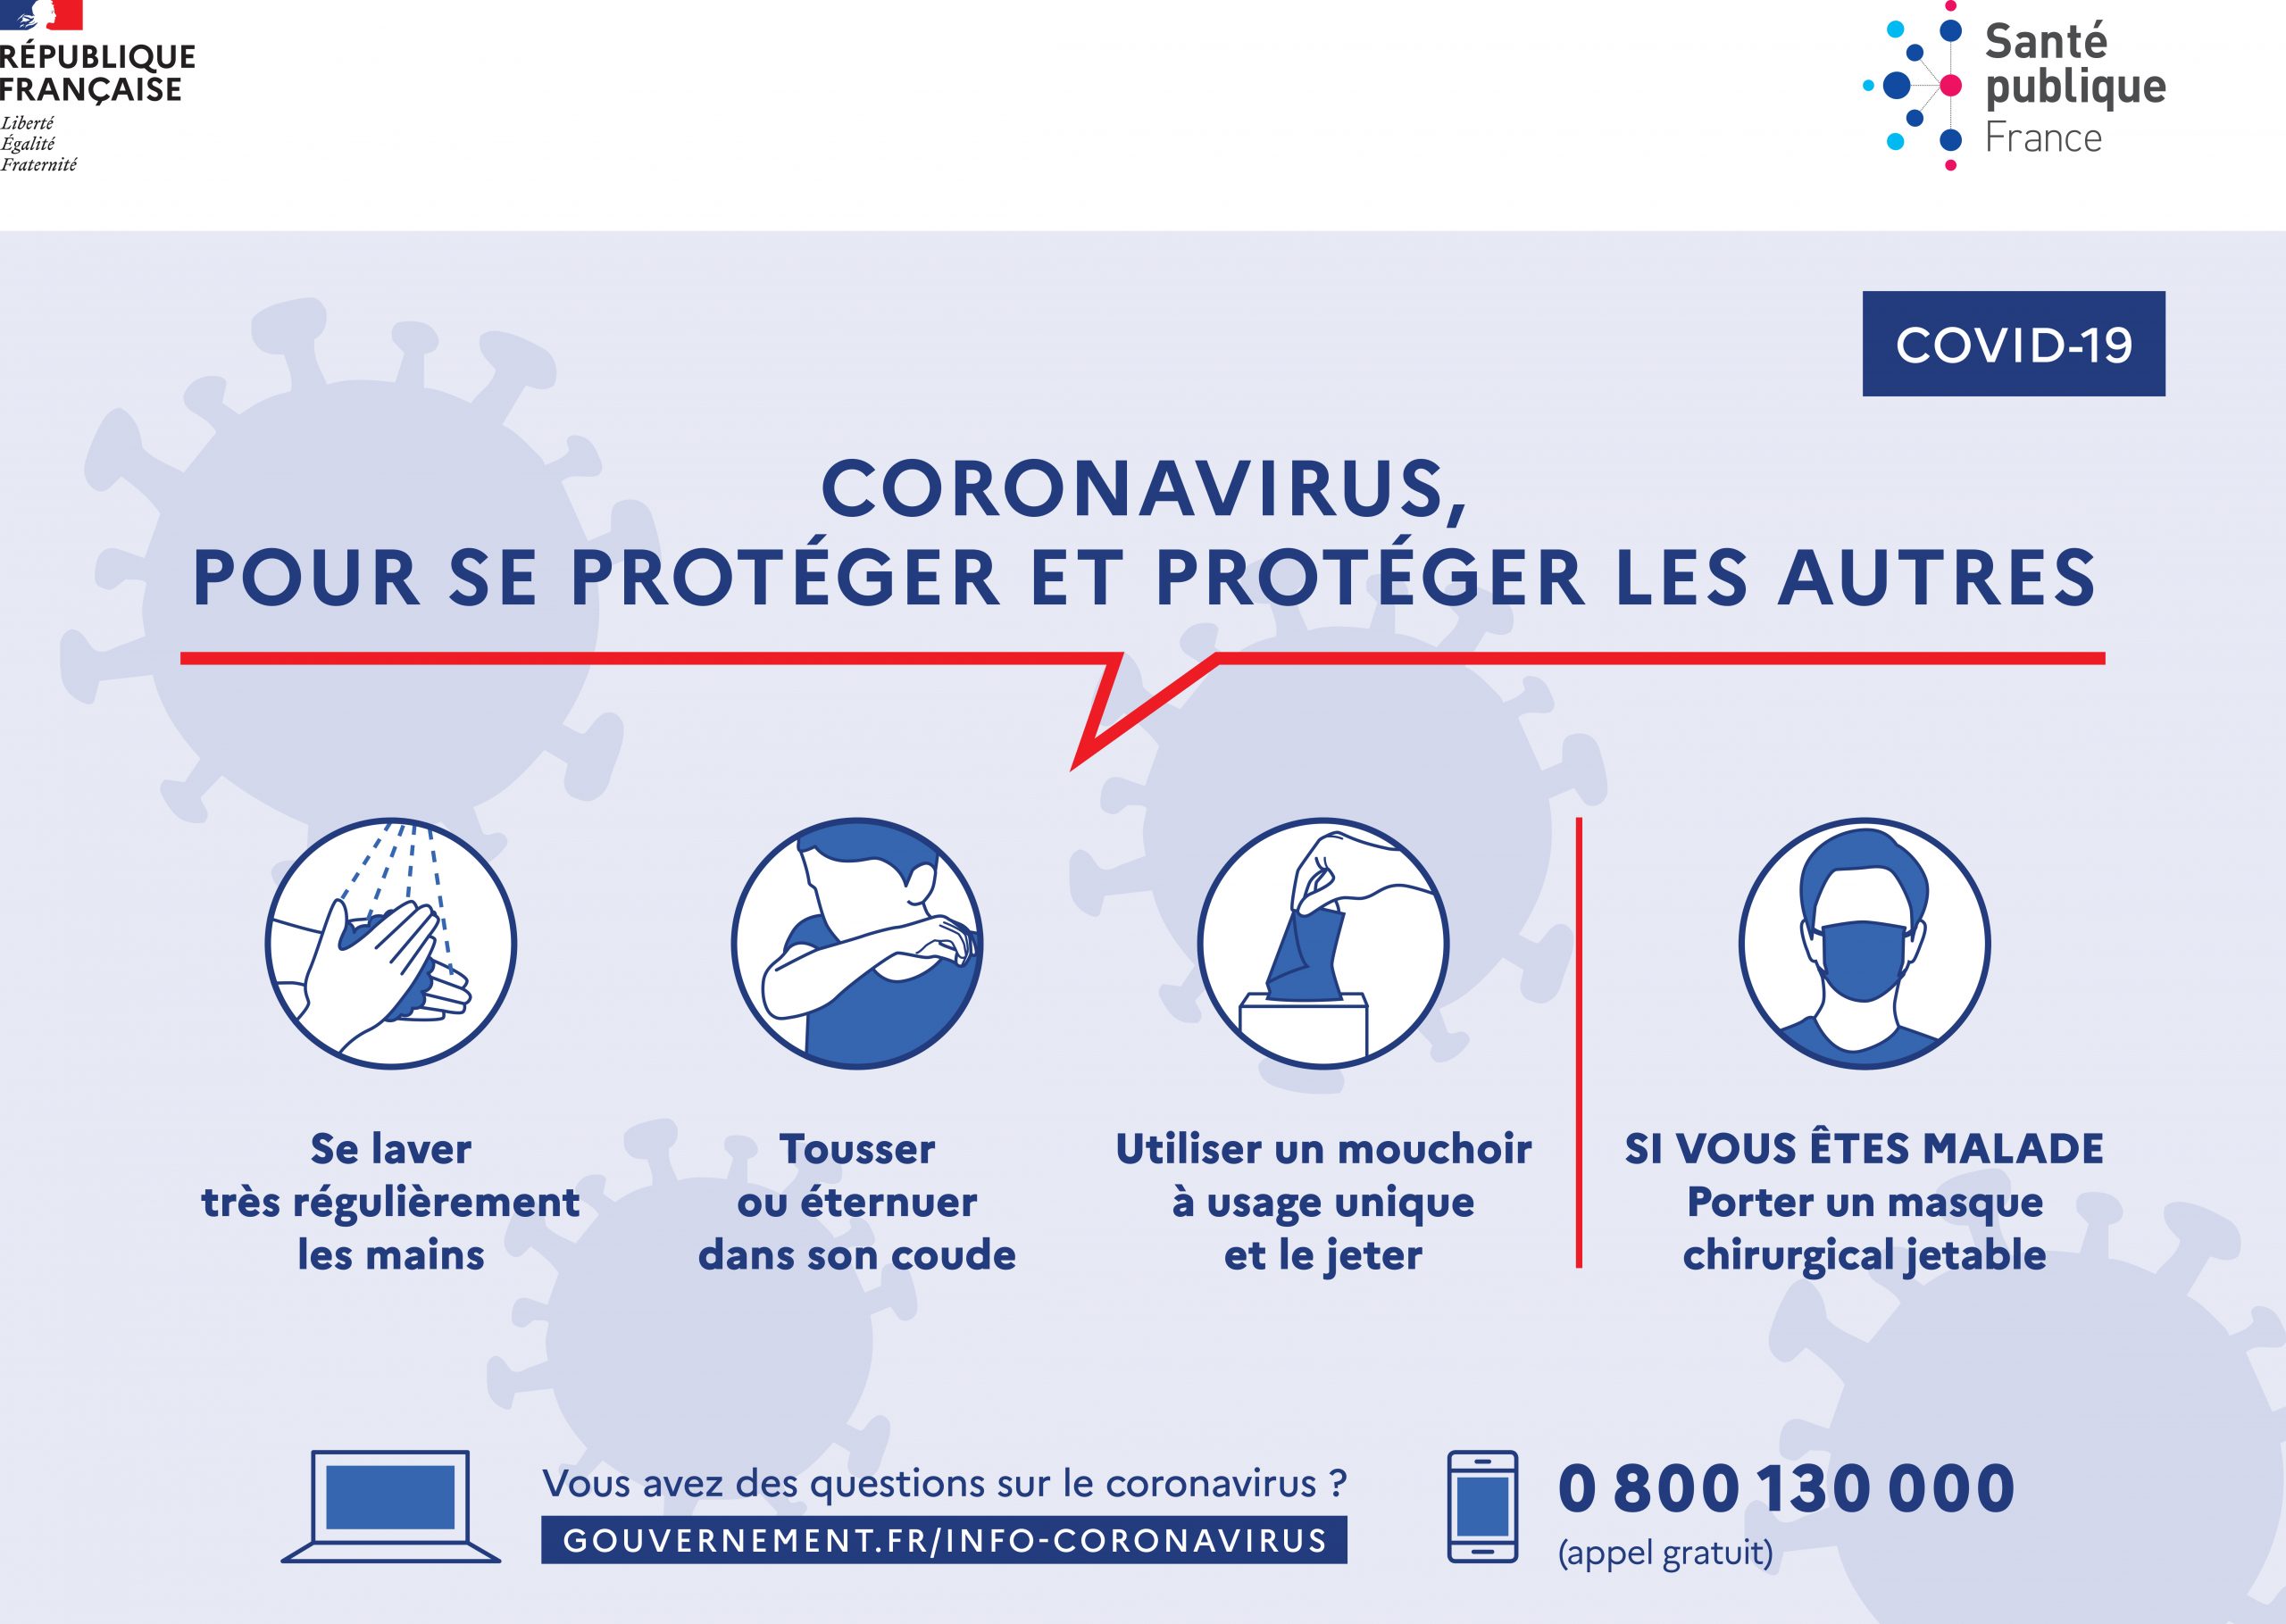 RÉPUBLIQUE
FRANÇAISE
Liberté
Égalité
Fraternité
Santé
publique
France
COVID-19
CORONAVIRUS,
POUR SE PROTÉGER ET PROTÉGER LES AUTRES
Se laver
très régulièrement
les mains
Tousser
ou éternuer
dans son coude
Utiliser un mouchoir
à usage unique
et le jeter
SI VOUS ÊTES MALADE
Porter un masque
chirurgical jetable
Vous avez des questions sur le coronavirus ?
GOUVERNEMENT.FR/INFO-CORONAVIRUS
0 800 130 000
(appel gratuit)